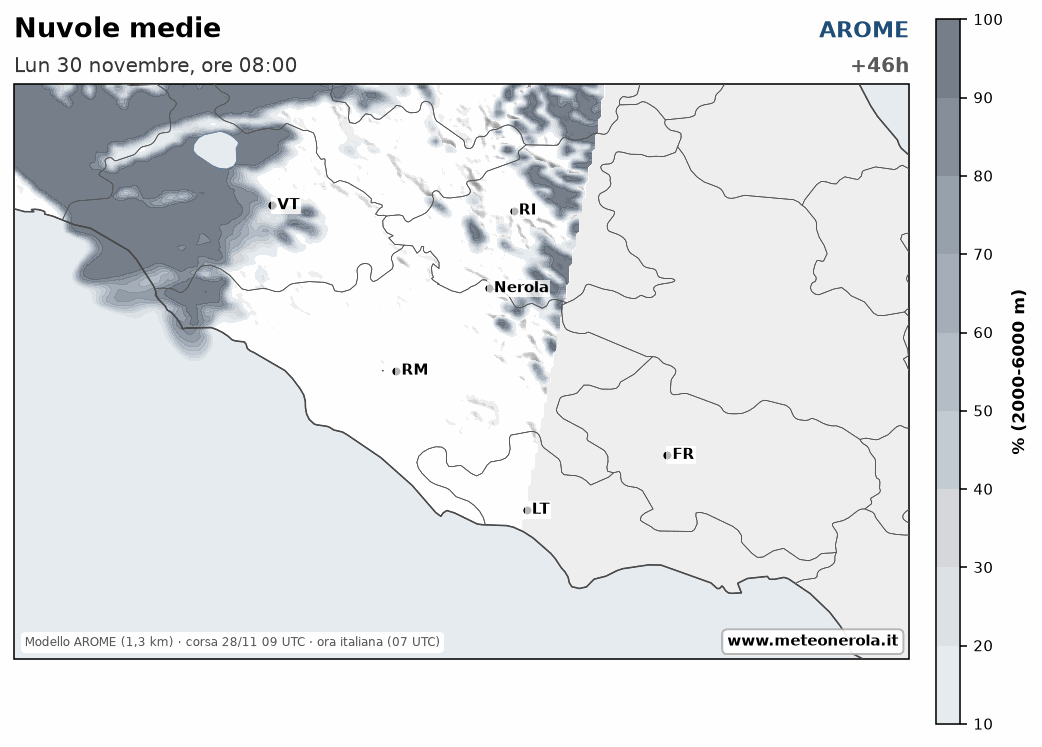 Nuvole medie
AROME
Lun 30 novembre, ore 08:00
+46h
100
90
80
70
60
50
40
30
20
10
% (2000-6000 m)
VT
RI
Nerola
RM
FR
LT
Modello AROME (1,3 km) · corsa 28/11 09 UTC · ora italiana (07 UTC)
www.meteonerola.it